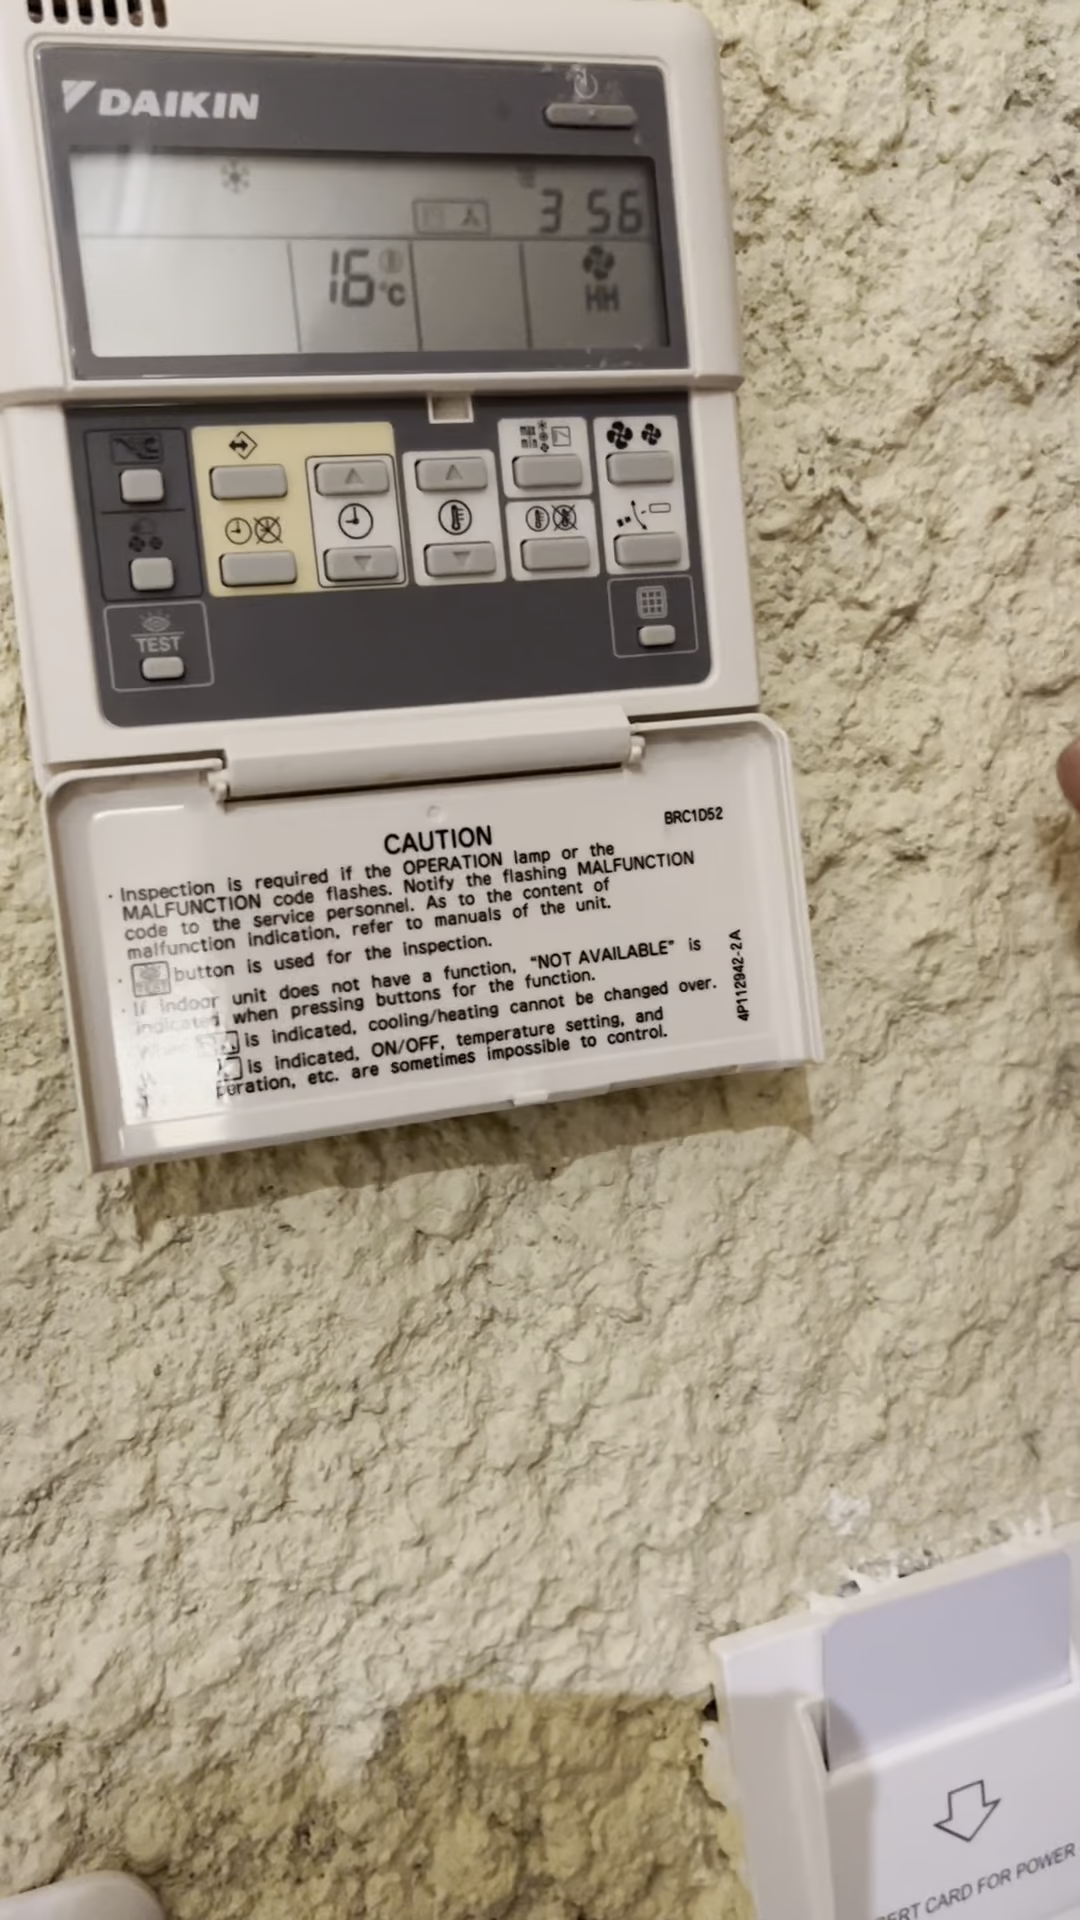 DAIKIN
3 56
16 °C
HH
max
min
TEST
BRC1D52
CAUTION
· Inspection is required if the OPERATION lamp or the
MALFUNCTION code flashes. Notify the flashing MALFUNCTION
code to the service personnel. As to the content of
malfunction indication, refer to manuals of the unit.
· button is used for the inspection.
· If indoor unit does not have a function, "NOT AVAILABLE" is
indicated when pressing buttons for the function.
is indicated, cooling/heating cannot be changed over.
is indicated, ON/OFF, temperature setting, and
etc. are sometimes impossible to control.
4P112942-2A
CARD FOR POWER